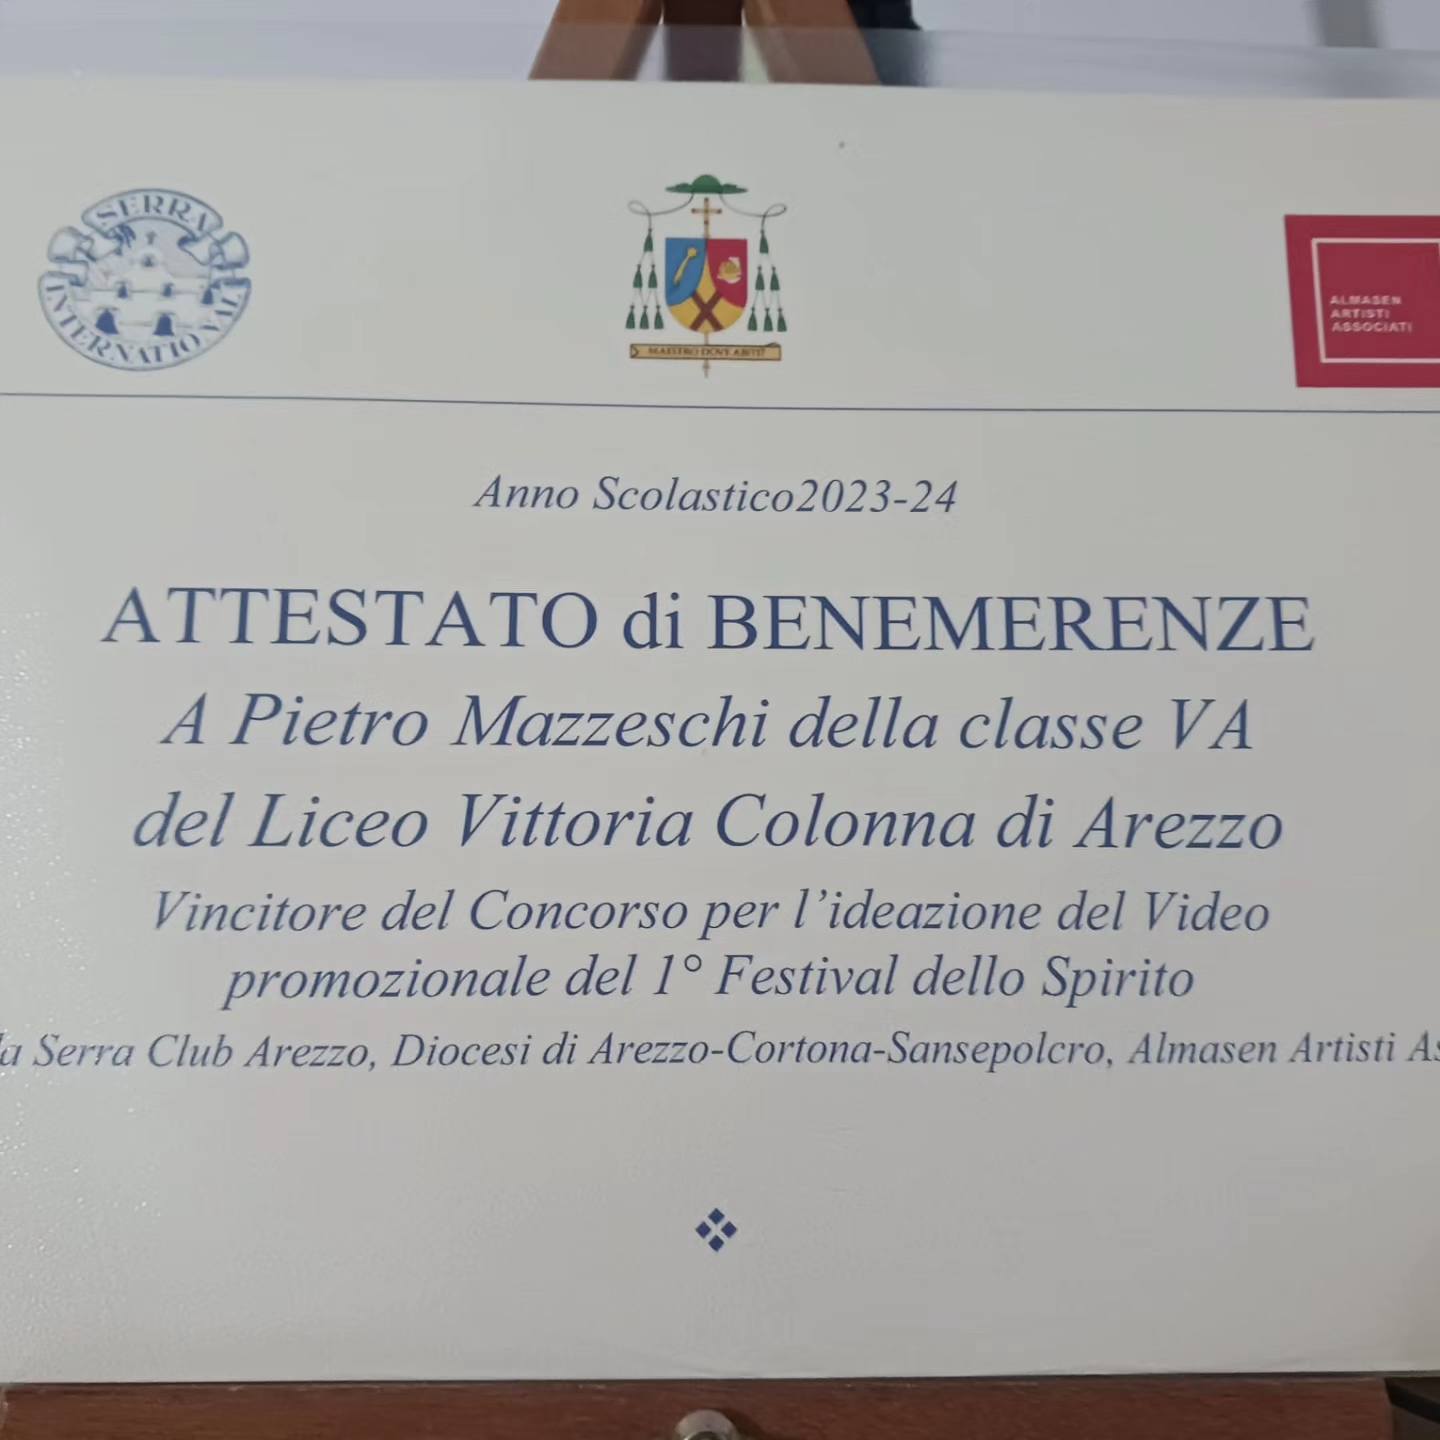 SERRA
INTERNATIONAL
MAESTRO DOVE ABITI?
ALMASEN
ARTISTI
ASSOCIATI
Anno Scolastico2023-24
ATTESTATO di BENEMERENZE
A Pietro Mazzeschi della classe VA
del Liceo Vittoria Colonna di Arezzo
Vincitore del Concorso per l’ideazione del Video
promozionale del 1° Festival dello Spirito
Serra Club Arezzo, Diocesi di Arezzo-Cortona-Sansepolcro, Almasen Artisti